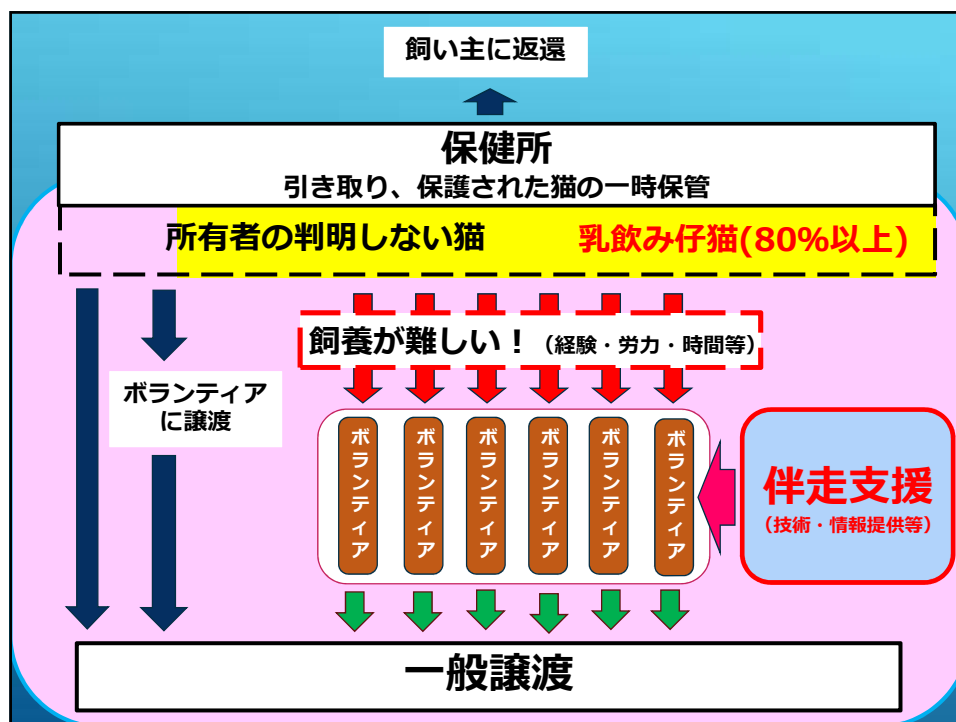 飼い主に返還
保健所
引き取り、保護された猫の一時保管
所有者の判明しない猫
乳飲み仔猫(80%以上)
飼養が難しい！（経験・労力・時間等）
ボランティア
に譲渡
ボランティア
ボランティア
ボランティア
ボランティア
ボランティア
ボランティア
伴走支援
（技術・情報提供等）
一般譲渡